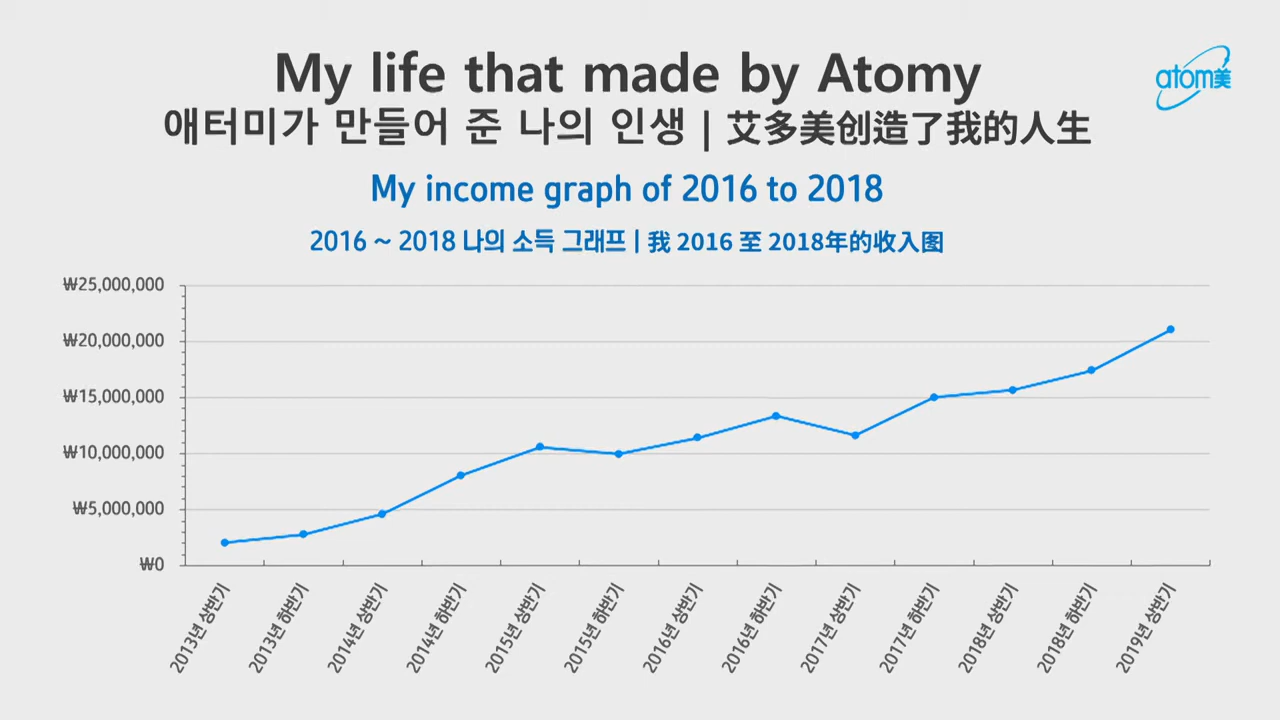 My life that made by Atomy
atom美
애터미가 만들어 준 나의 인생 | 艾多美创造了我的人生
My income graph of 2016 to 2018
2016 ~ 2018 나의 소득 그래프 | 我 2016 至 2018年的收入图
₩25,000,000
₩20,000,000
₩15,000,000
₩10,000,000
₩5,000,000
₩0
2013년 상반기
2013년 하반기
2014년 상반기
2014년 하반기
2015년 상반기
2015년 하반기
2016년 상반기
2016년 하반기
2017년 상반기
2017년 하반기
2018년 상반기
2018년 하반기
2019년 상반기